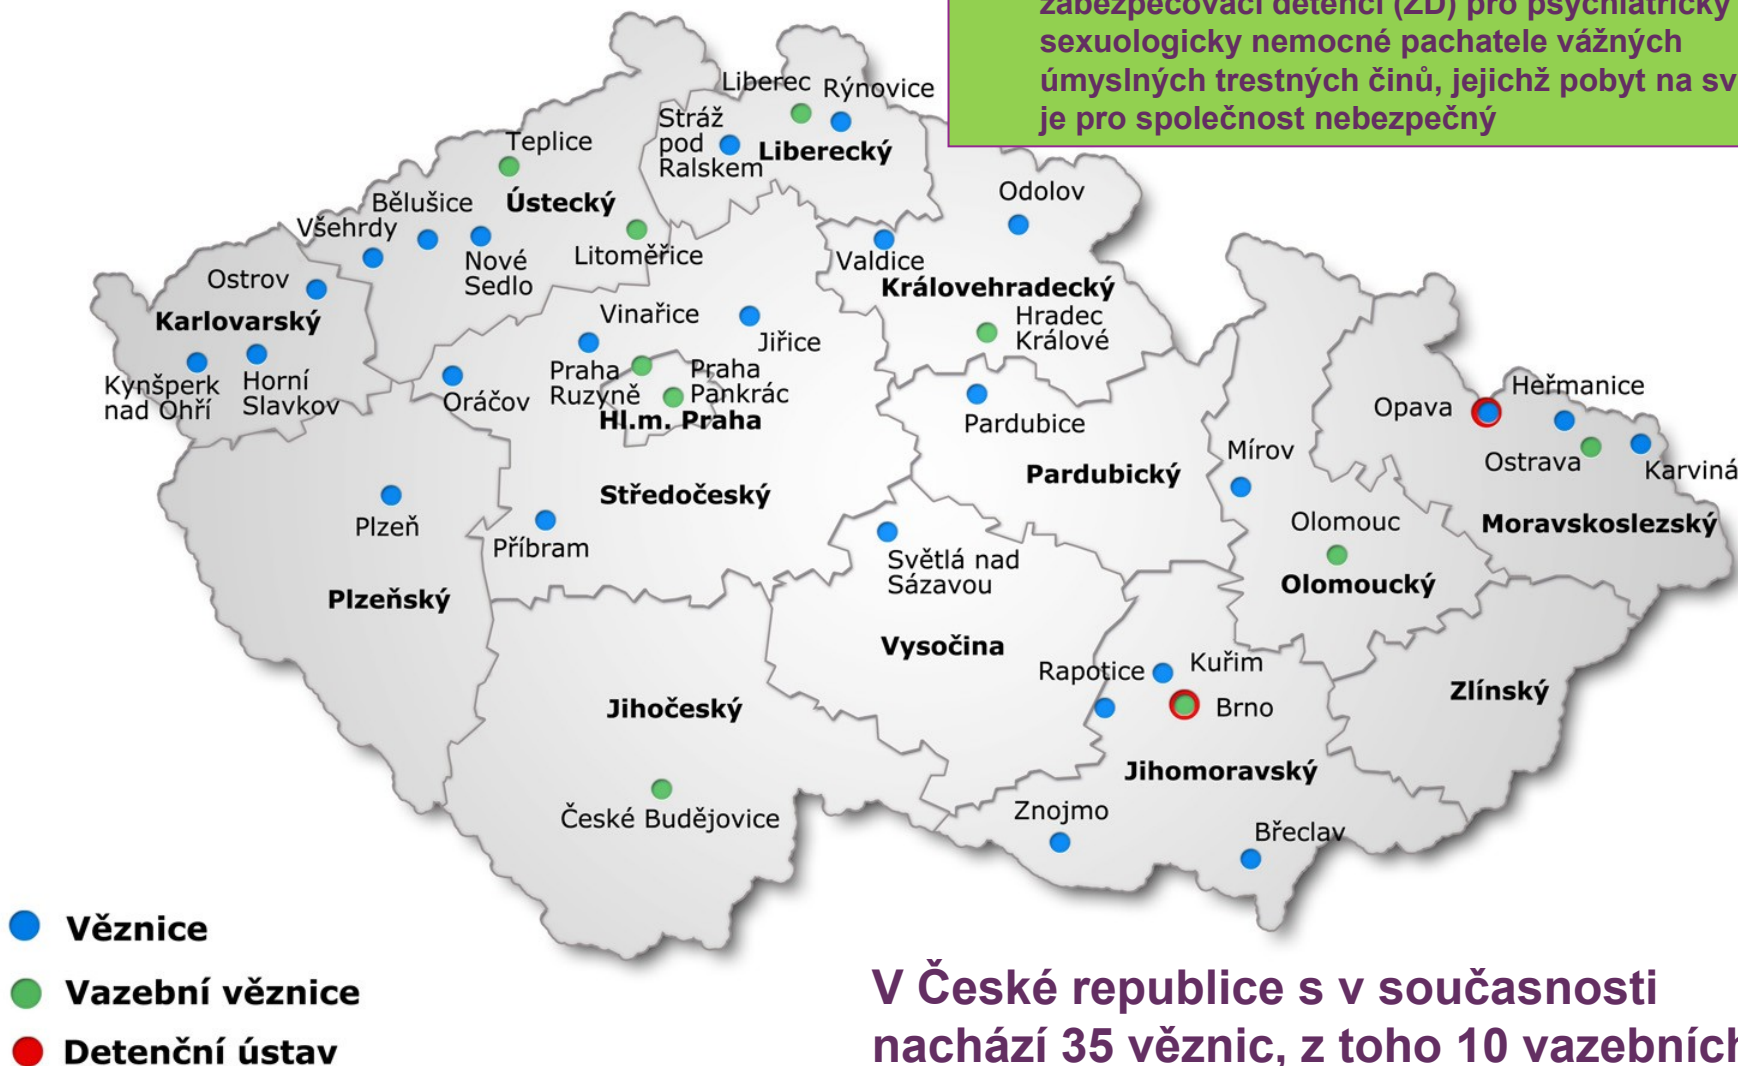 zabezpečovací detenci (ZD) pro psychiatricky
sexuologicky nemocné pachatele vážných
úmyslných trestných činů, jejichž pobyt na sv
je pro společnost nebezpečný
Liberec
Rýnovice
Stráž
pod
Ralskem
Liberecký
Teplice
Ústecký
Bělušice
Všehrdy
Nové
Sedlo
Litoměřice
Odolov
Valdice
Královehradecký
Hradec
Králové
Ostrov
Karlovarský
Kynšperk
nad Ohří
Horní
Slavkov
Vinařice
Jiřice
Oráčov
Praha
Ruzyně
Praha
Pankrác
Hl.m. Praha
Středočeský
Příbram
Plzeň
Plzeňský
Pardubice
Pardubický
Mírov
Olomouc
Olomoucký
Opava
Heřmanice
Ostrava
Karviná
Moravskoslezský
Světlá nad
Sázavou
Vysočina
Rapotice
Kuřim
Brno
Jihomoravský
Zlínský
Jihočeský
České Budějovice
Znojmo
Břeclav
Věznice
Vazební věznice
Detenční ústav
V České republice s v současnosti
nachází 35 věznic, z toho 10 vazebních